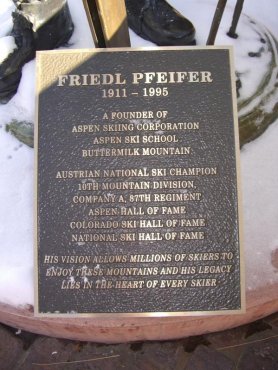 FRIEDL PFEIFER
1911 – 1995
A FOUNDER OF
ASPEN SKIING CORPORATION
ASPEN SKI SCHOOL
BUTTERMILK MOUNTAIN.
AUSTRIAN NATIONAL SKI CHAMPION
10TH MOUNTAIN DIVISION,
COMPANY A, 87TH REGIMENT
ASPEN HALL OF FAME
COLORADO SKI HALL OF FAME
NATIONAL SKI HALL OF FAME
HIS VISION ALLOWS MILLIONS OF SKIERS TO
ENJOY THESE MOUNTAINS AND HIS LEGACY
LIES IN THE HEART OF EVERY SKIER